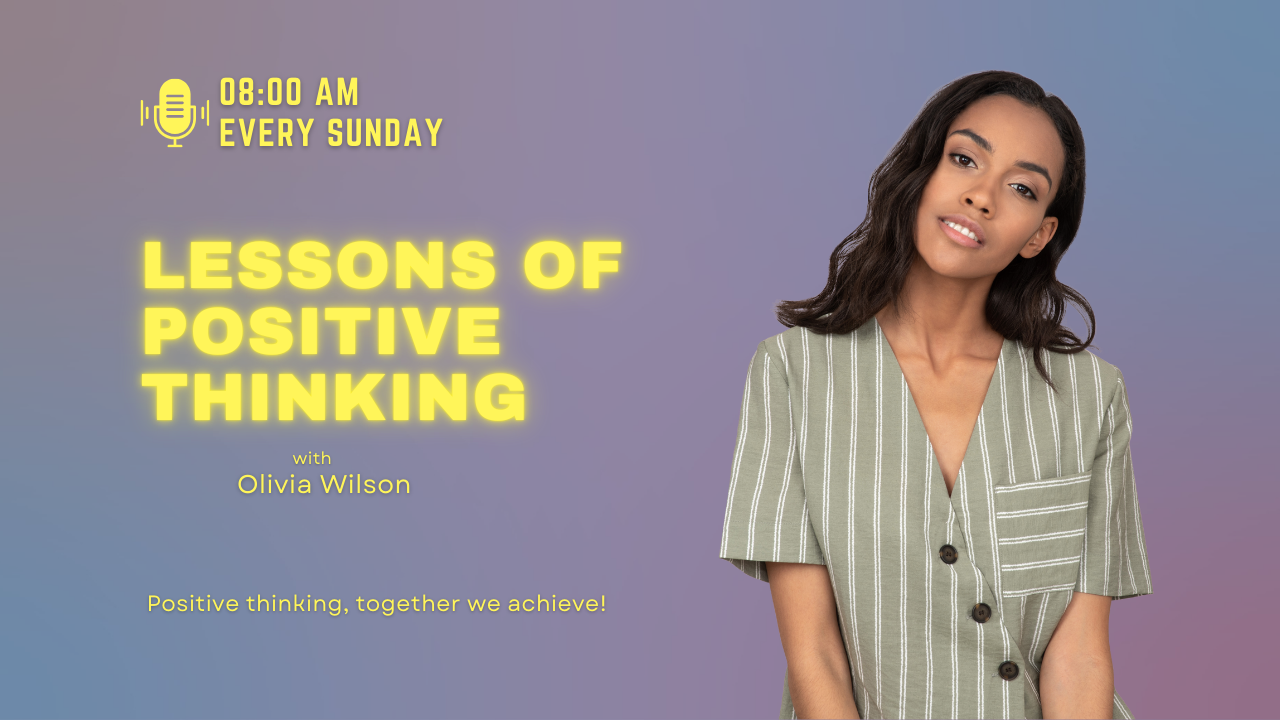 08:00 AM
EVERY SUNDAY
LESSONS OF
POSITIVE
THINKING
with
Olivia Wilson
Positive thinking, together we achieve!